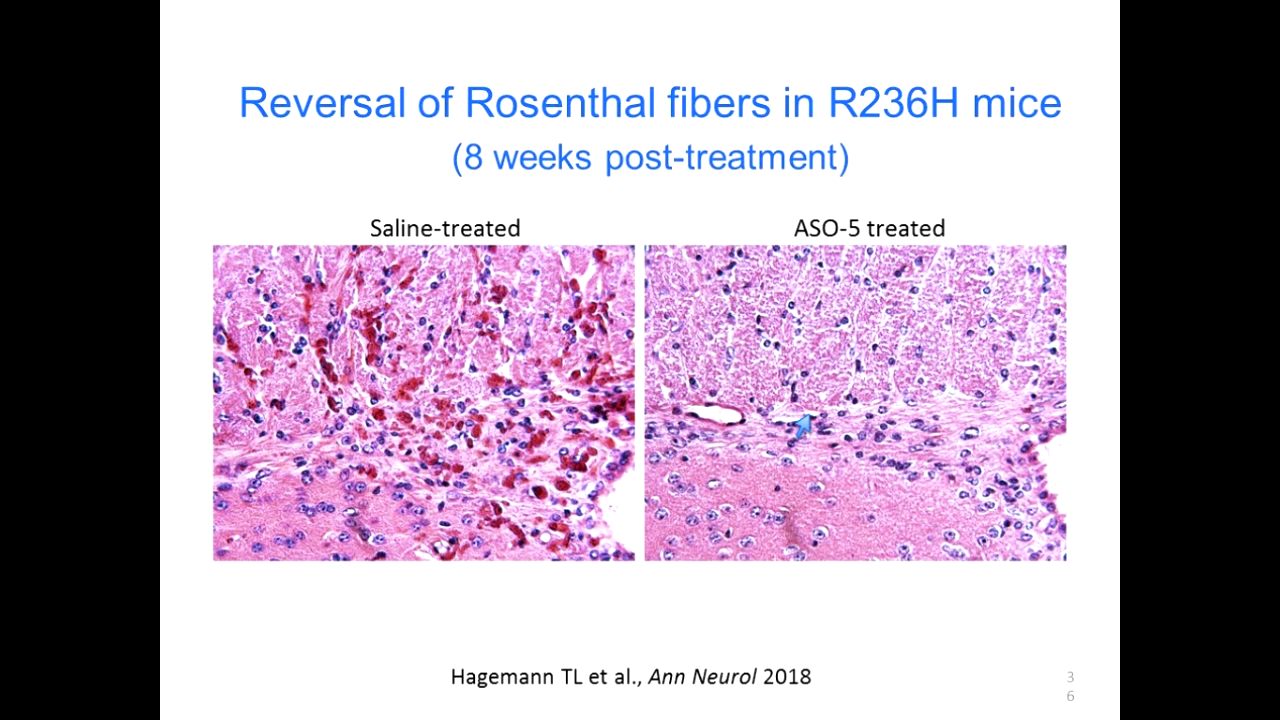 Reversal of Rosenthal fibers in R236H mice
(8 weeks post-treatment)
Saline-treated
ASO-5 treated
Hagemann TL et al., Ann Neurol 2018
3
6